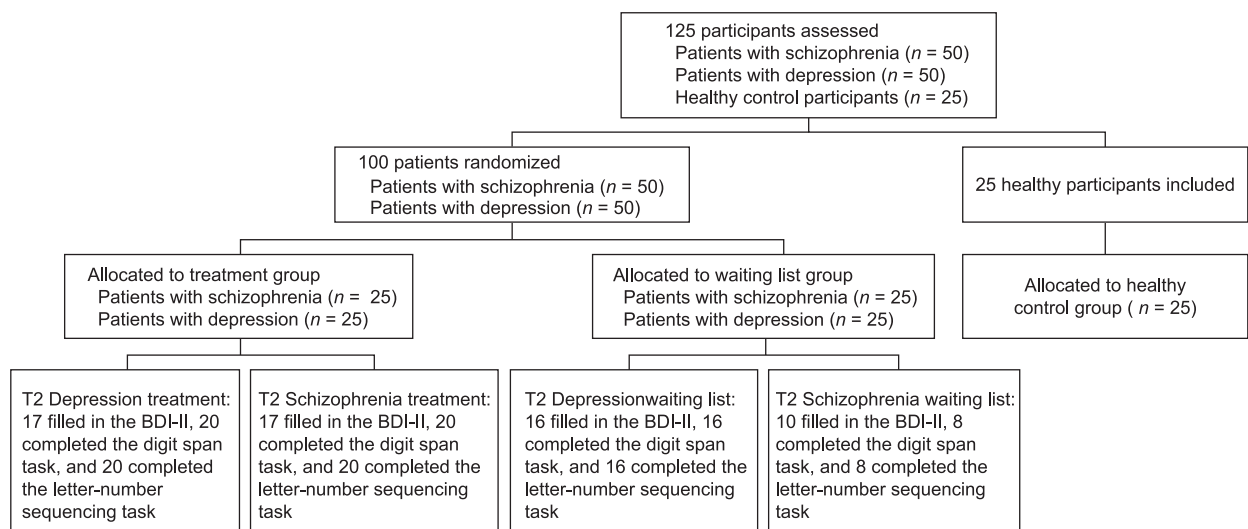 125 participants assessed
Patients with schizophrenia (n = 50)
Patients with depression (n = 50)
Healthy control participants (n = 25)
100 patients randomized
Patients with schizophrenia (n = 50)
Patients with depression (n = 50)
25 healthy participants included
Allocated to treatment group
Patients with schizophrenia (n = 25)
Patients with depression (n = 25)
Allocated to waiting list group
Patients with schizophrenia (n = 25)
Patients with depression (n = 25)
Allocated to healthy
control group ( n = 25)
T2 Depression treatment:
17 filled in the BDI-II, 20
completed the digit span
task, and 20 completed
the letter-number
sequencing task
T2 Schizophrenia treatment:
17 filled in the BDI-II, 20
completed the digit span
task, and 20 completed the
letter-number sequencing
task
T2 Depressionwaiting list:
16 filled in the BDI-II, 16
completed the digit span
task, and 16 completed the
letter-number sequencing
task
T2 Schizophrenia waiting list:
10 filled in the BDI-II, 8
completed the digit span
task, and 8 completed the
letter-number sequencing
task